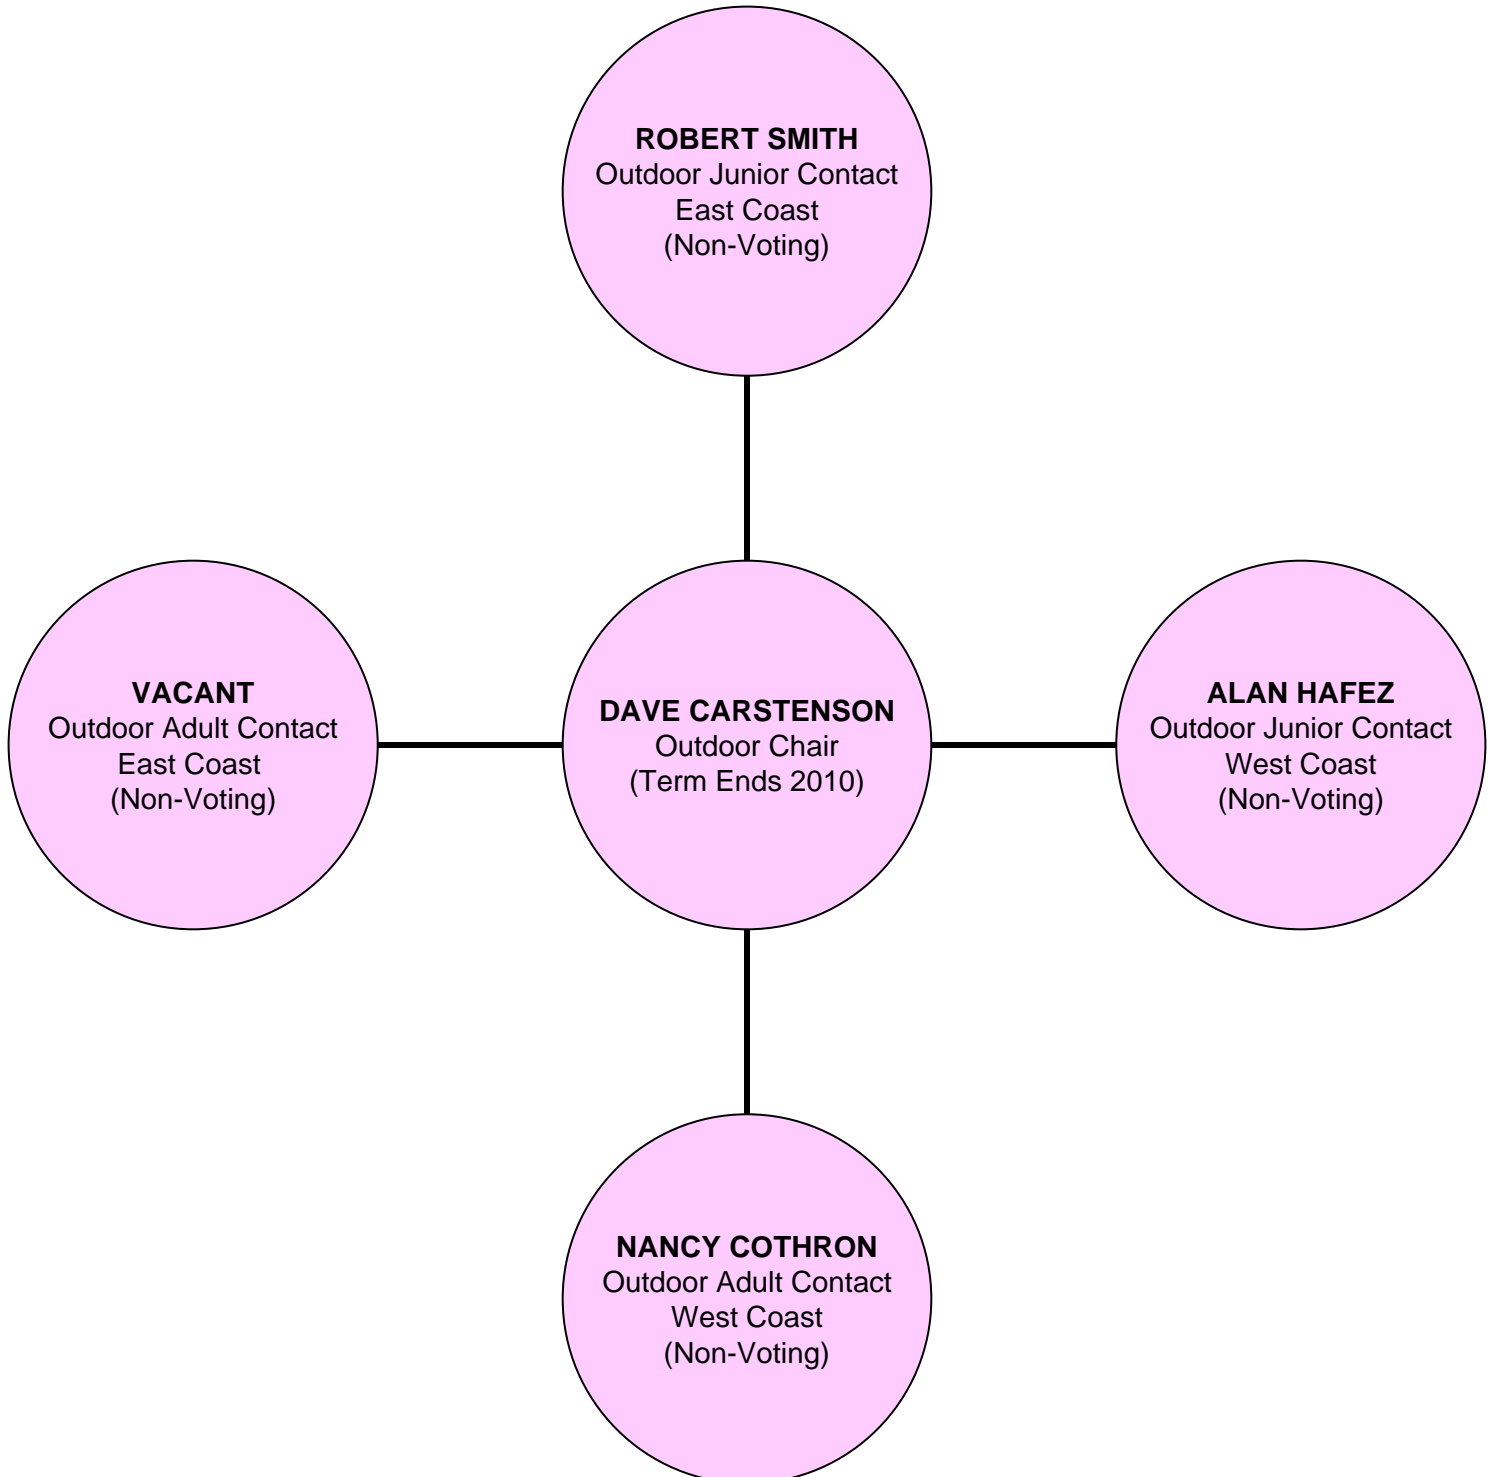 ROBERT SMITH
Outdoor Junior Contact
East Coast
(Non-Voting)
VACANT
Outdoor Adult Contact
East Coast
(Non-Voting)
DAVE CARSTENSON
Outdoor Chair
(Term Ends 2010)
ALAN HAFEZ
Outdoor Junior Contact
West Coast
(Non-Voting)
NANCY COTHRON
Outdoor Adult Contact
West Coast
(Non-Voting)